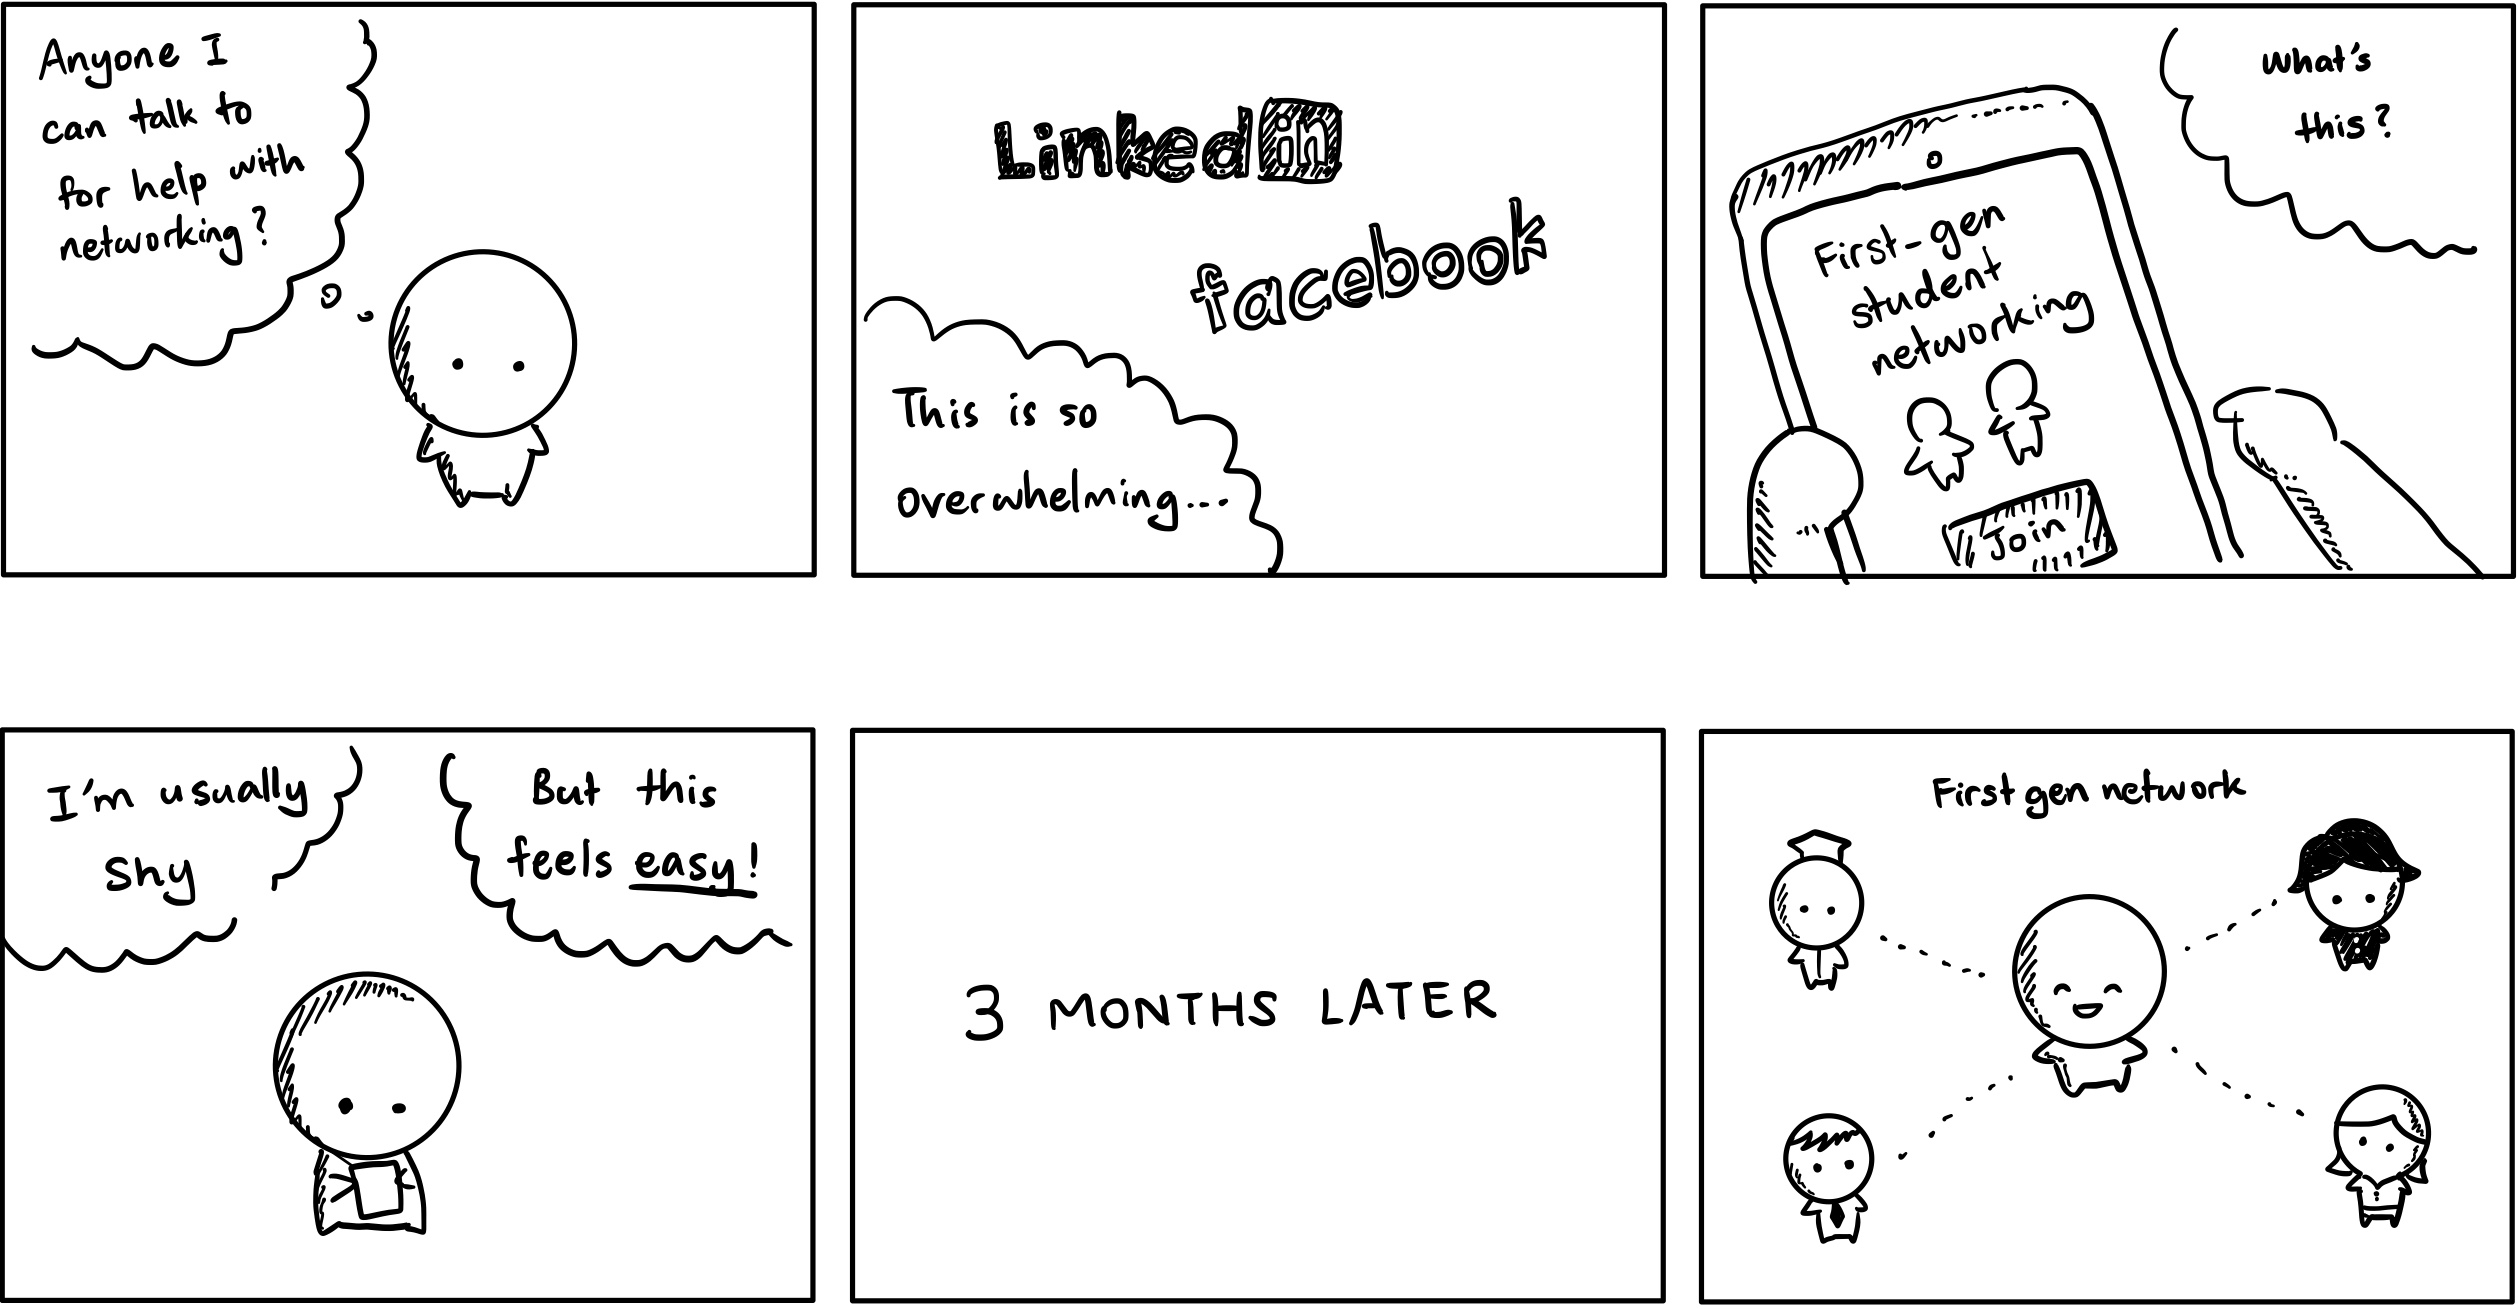 Anyone I
can talk to
for help with
networking?
Linkedin
facebook
This is so
overwhelming....
What's
this?
First-gen
student
networking
Join
I'm usually
shy
But this
feels easy!
3 MONTHS LATER
First gen network